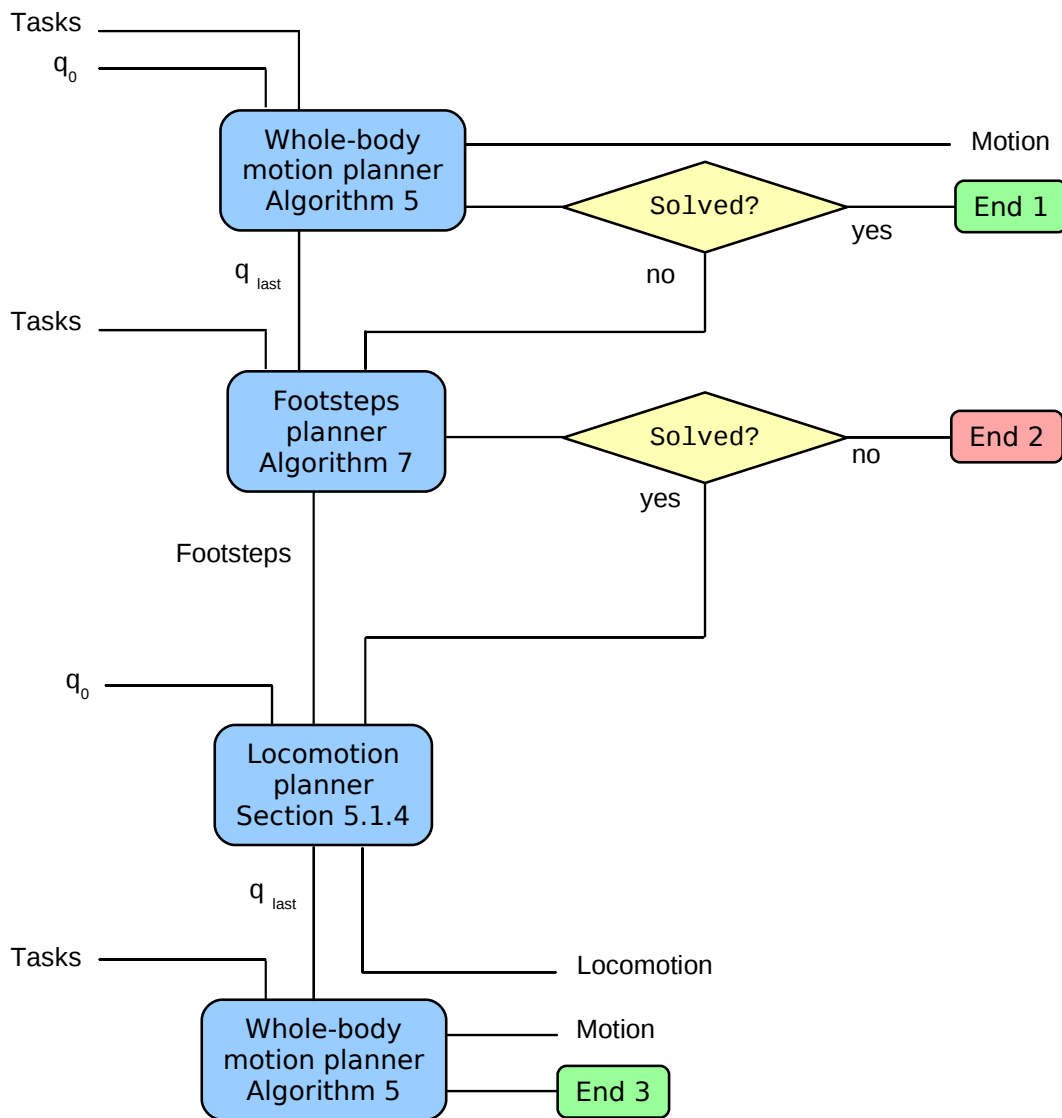 Tasks
q0
Whole-body
motion planner
Algorithm 5
Motion
Solved?
yes
End 1
no
q last
Tasks
Footsteps
planner
Algorithm 7
Solved?
no
End 2
yes
Footsteps
q0
Locomotion
planner
Section 5.1.4
q last
Tasks
Locomotion
Whole-body
motion planner
Algorithm 5
Motion
End 3